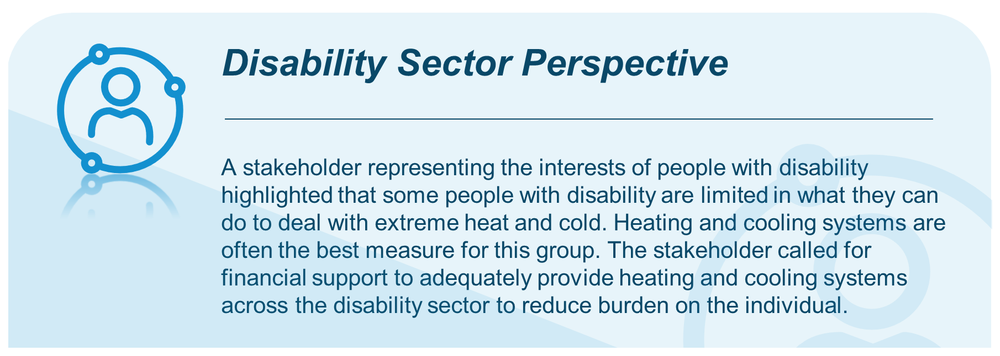 Disability Sector Perspective
A stakeholder representing the interests of people with disability
highlighted that some people with disability are limited in what they can
do to deal with extreme heat and cold. Heating and cooling systems are
often the best measure for this group. The stakeholder called for
financial support to adequately provide heating and cooling systems
across the disability sector to reduce burden on the individual.